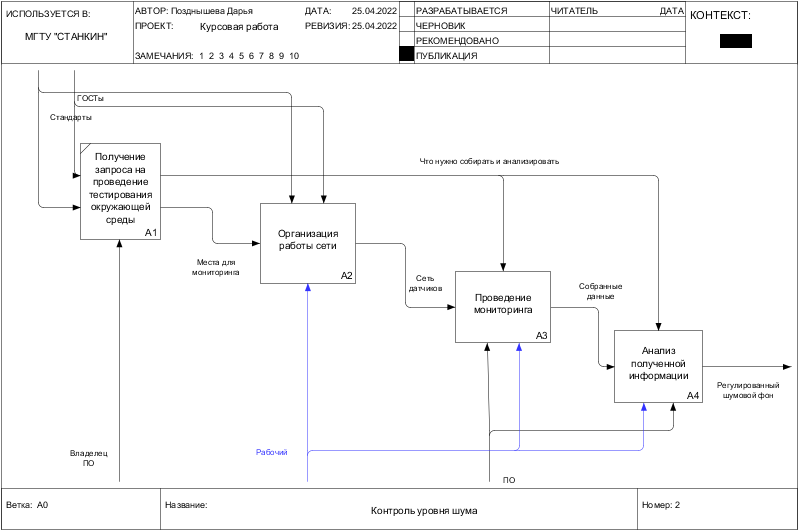 ИСПОЛЬЗУЕТСЯ В:
МГТУ "СТАНКИН"
АВТОР: Позднышева Дарья
ДАТА: 25.04.2022
ПРОЕКТ: Курсовая работа
РЕВИЗИЯ: 25.04.2022
ЗАМЕЧАНИЯ: 1 2 3 4 5 6 7 8 9 10
РАЗРАБАТЫВАЕТСЯ
ЧЕРНОВИК
РЕКОМЕНДОВАНО
ПУБЛИКАЦИЯ
ЧИТАТЕЛЬ
ДАТА
КОНТЕКСТ:
ГОСТы
Стандарты
Получение
запроса на
проведение
тестирования
окружающей
среды
A1
Что нужно собирать и анализировать
Места для
мониторинга
Организация
работы сети
A2
Сеть
датчиков
Проведение
мониторинга
A3
Собранные
данные
Анализ
полученной
информации
A4
Регулированный
шумовой фон
Владелец
ПО
Рабочий
ПО
Ветка: A0
Название:
Контроль уровня шума
Номер: 2